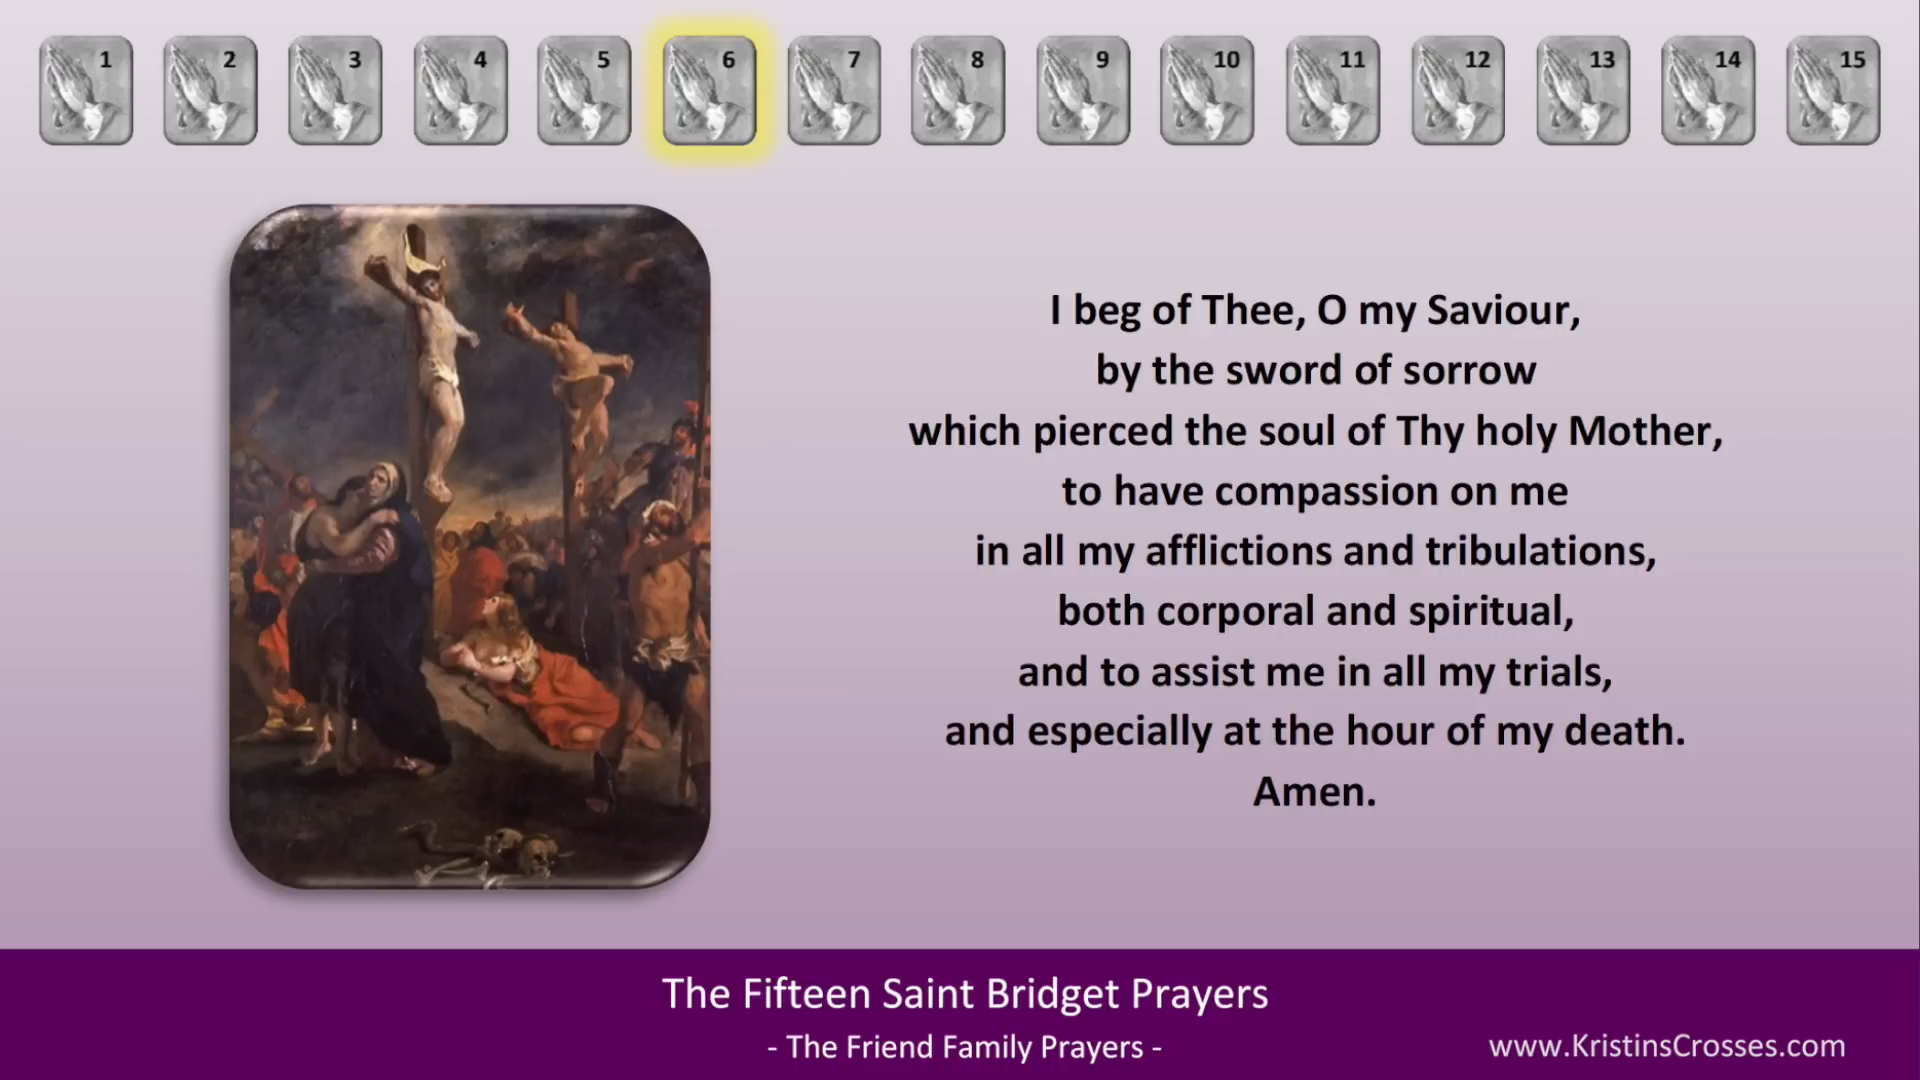 1 2 3 4 5 6 7 8 9 10 11 12 13 14 15
I beg of Thee, O my Saviour,
by the sword of sorrow
which pierced the soul of Thy holy Mother,
to have compassion on me
in all my afflictions and tribulations,
both corporal and spiritual,
and to assist me in all my trials,
and especially at the hour of my death.
Amen.
The Fifteen Saint Bridget Prayers
- The Friend Family Prayers -
www.KristinsCrosses.com